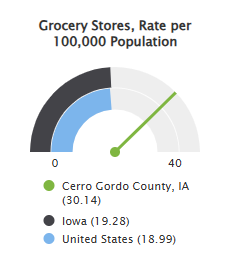 Grocery Stores, Rate per
100,000 Population
0 40
Cerro Gordo County, IA
(30.14)
Iowa (19.28)
United States (18.99)